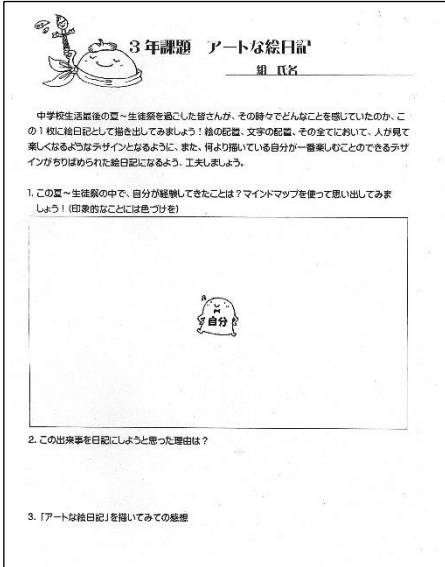 3年課題 アートな絵日記
組 氏名
中学校生活最後の夏~生徒祭を過ごした皆さんが、その時々でどんなことを感じていたのか、こ
の1枚に絵日記として描き出してみましょう!絵の配置、文字の配置、その全てにおいて、人が見て
楽しくなるようなデザインとなるように、また、何より描いている自分が一番楽しむことのできるデザ
インがちりばめられた絵日記になるよう、工夫しましょう。
1. この夏~生徒祭の中で、自分が経験してきたことは?マインドマップを使って思い出してみま
しょう!(印象的なことには色づけを)
自分
2. この出来事を日記にしようと思った理由は?
3. 「アートな絵日記」を描いてみての感想